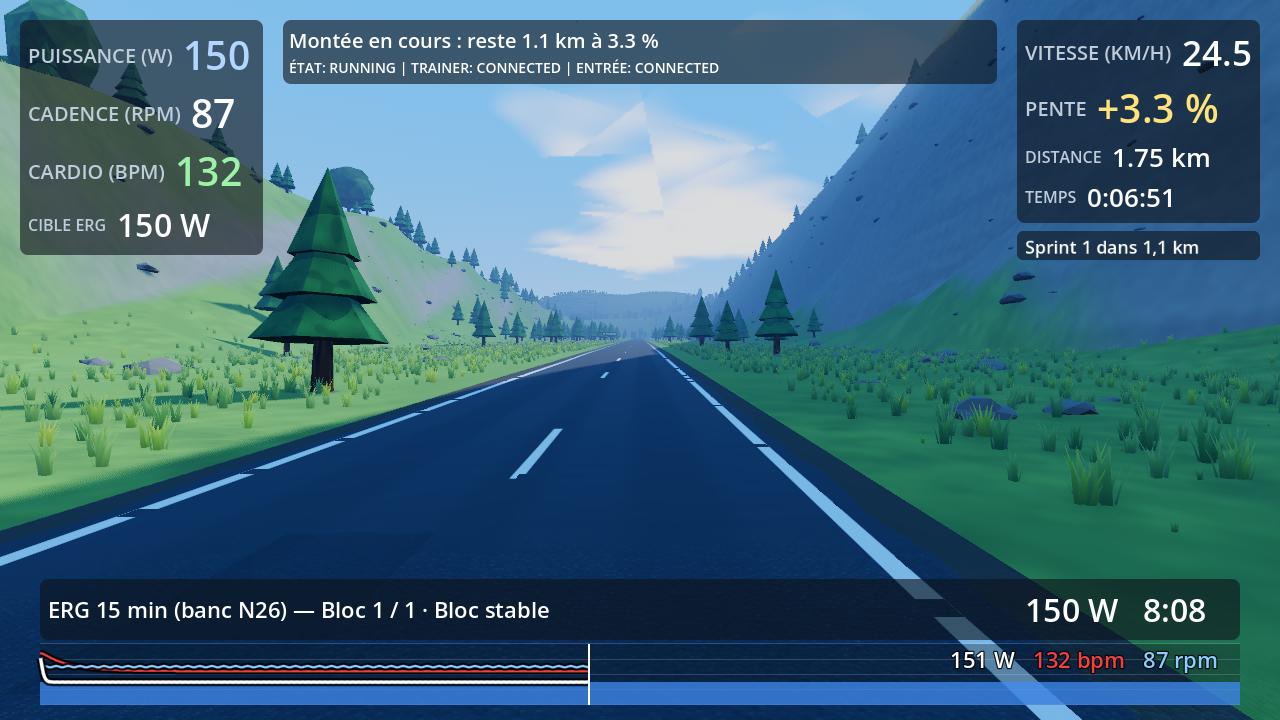 PUISSANCE (W) 150
CADENCE (RPM) 87
CARDIO (BPM) 132
CIBLE ERG 150 W
Montée en cours : reste 1.1 km à 3.3 %
ÉTAT: RUNNING | TRAINER: CONNECTED | ENTRÉE: CONNECTED
VITESSE (KM/H) 24.5
PENTE +3.3 %
DISTANCE 1.75 km
TEMPS 0:06:51
Sprint 1 dans 1,1 km
ERG 15 min (banc N26) — Bloc 1 / 1 · Bloc stable 150 W 8:08
151 W 132 bpm 87 rpm